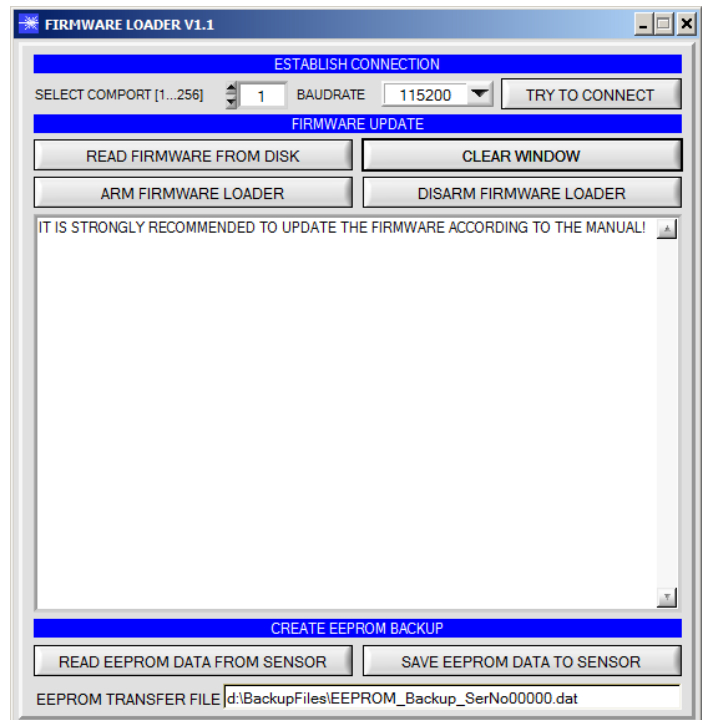 FIRMWARE LOADER V1.1
ESTABLISH CONNECTION
SELECT COMPORT [1...256] 1 BAUDRATE 115200 TRY TO CONNECT
FIRMWARE UPDATE
READ FIRMWARE FROM DISK CLEAR WINDOW
ARM FIRMWARE LOADER DISARM FIRMWARE LOADER
IT IS STRONGLY RECOMMENDED TO UPDATE THE FIRMWARE ACCORDING TO THE MANUAL!
CREATE EEPROM BACKUP
READ EEPROM DATA FROM SENSOR SAVE EEPROM DATA TO SENSOR
EEPROM TRANSFER FILE d:\BackupFiles\EEPROM_Backup_SerNo00000.dat